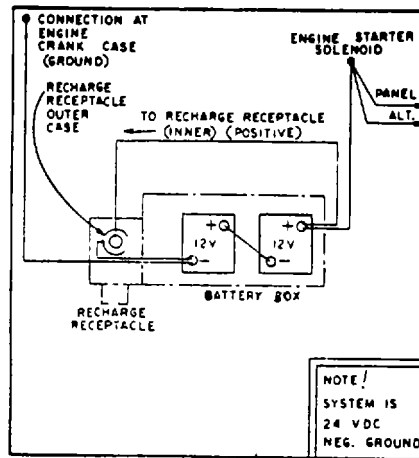 CONNECTION AT
ENGINE
CRANK CASE
(GROUND)
ENGINE STARTER
SOLENOID
PANEL
ALT.
RECHARGE
RECEPTACLE
OUTER
CASE
TO RECHARGE RECEPTACLE
(INNER) (POSITIVE)
+
12V
-
+
12V
-
BATTERY BOX
RECHARGE
RECEPTACLE
NOTE!
SYSTEM IS
24 VDC
NEG. GROUND